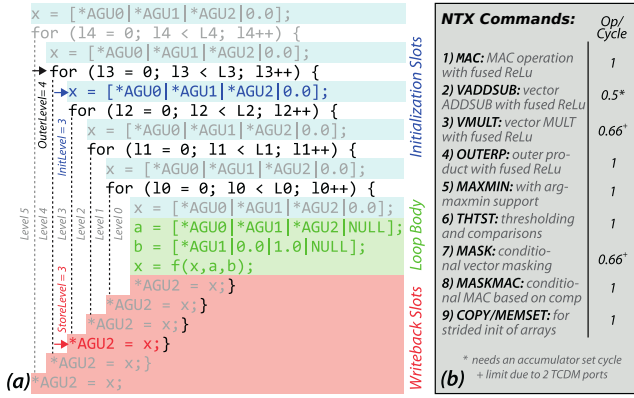 x = [*AGU0|*AGU1|*AGU2|0.0];
for (l4 = 0; l4 < L4; l4++) {
x = [*AGU0|*AGU1|*AGU2|0.0];
for (l3 = 0; l3 < L3; l3++) {
x = [*AGU0|*AGU1|*AGU2|0.0];
for (l2 = 0; l2 < L2; l2++) {
x = [*AGU0|*AGU1|*AGU2|0.0];
for (l1 = 0; l1 < L1; l1++) {
x = [*AGU0|*AGU1|*AGU2|0.0];
for (l0 = 0; l0 < L0; l0++) {
x = [*AGU0|*AGU1|*AGU2|0.0];
a = [*AGU0|*AGU1|*AGU2|NULL];
b = [*AGU1|0.0|1.0|NULL];
x = f(x,a,b);
*AGU2 = x;}
*AGU2 = x;}
*AGU2 = x;}
*AGU2 = x;}
*AGU2 = x;}
*AGU2 = x;
OuterLevel = 4
InitLevel = 3
StoreLevel = 3
Level 5
Level 4
Level 3
Level 2
Level 1
Level 0
Initialization Slots
Loop Body
Writeback Slots
(a)
NTX Commands:
Op/
Cycle
1) MAC: MAC operation
with fused ReLu
1
2) VADDSUB: vector
ADDSUB with fused ReLu
0.5*
3) VMULT: vector MULT
with fused ReLu
0.66+
4) OUTERP: outer pro-
duct with fused ReLu
1
5) MAXMIN: with arg-
maxmin support
1
6) THTST: thresholding
and comparisons
1
7) MASK: conditio-
nal vector masking
0.66+
8) MASKMAC: conditio-
nal MAC based on comp
1
9) COPY/MEMSET: for
strided init of arrays
1
* needs an accumulator set cycle
+ limit due to 2 TCDM ports
(b)